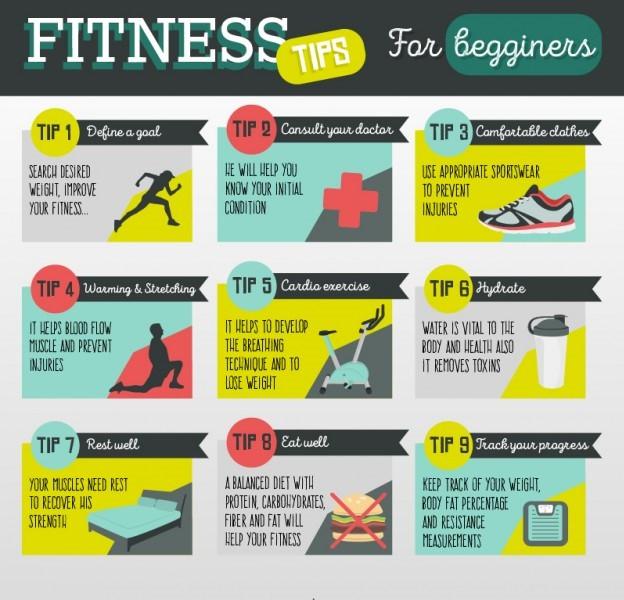 FITNESS TIPS For begginers
TIP 1 Define a goal
SEARCH DESIRED
WEIGHT, IMPROVE
YOUR FITNESS...
TIP 2 Consult your doctor
HE WILL HELP YOU
KNOW YOUR INITIAL
CONDITION
TIP 3 Comfortable clothes
USE APPROPRIATE SPORTSWEAR
TO PREVENT
INJURIES
TIP 4 Warming & Stretching
IT HELPS BLOOD FLOW
MUSCLE AND PREVENT
INJURIES
TIP 5 Cardio exercise
IT HELPS TO DEVELOP
THE BREATHING
TECHNIQUE AND TO
LOSE WEIGHT
TIP 6 Hydrate
WATER IS VITAL TO THE
BODY AND HEALTH ALSO
IT REMOVES TOXINS
TIP 7 Rest well
YOUR MUSCLES NEED REST
TO RECOVER HIS
STRENGTH
TIP 8 Eat well
A BALANCED DIET WITH
PROTEIN, CARBOHYDRATES,
FIBER AND FAT WILL
HELP YOUR FITNESS
TIP 9 Track your progress
KEEP TRACK OF YOUR WEIGHT,
BODY FAT PERCENTAGE
AND RESISTANCE
MEASUREMENTS